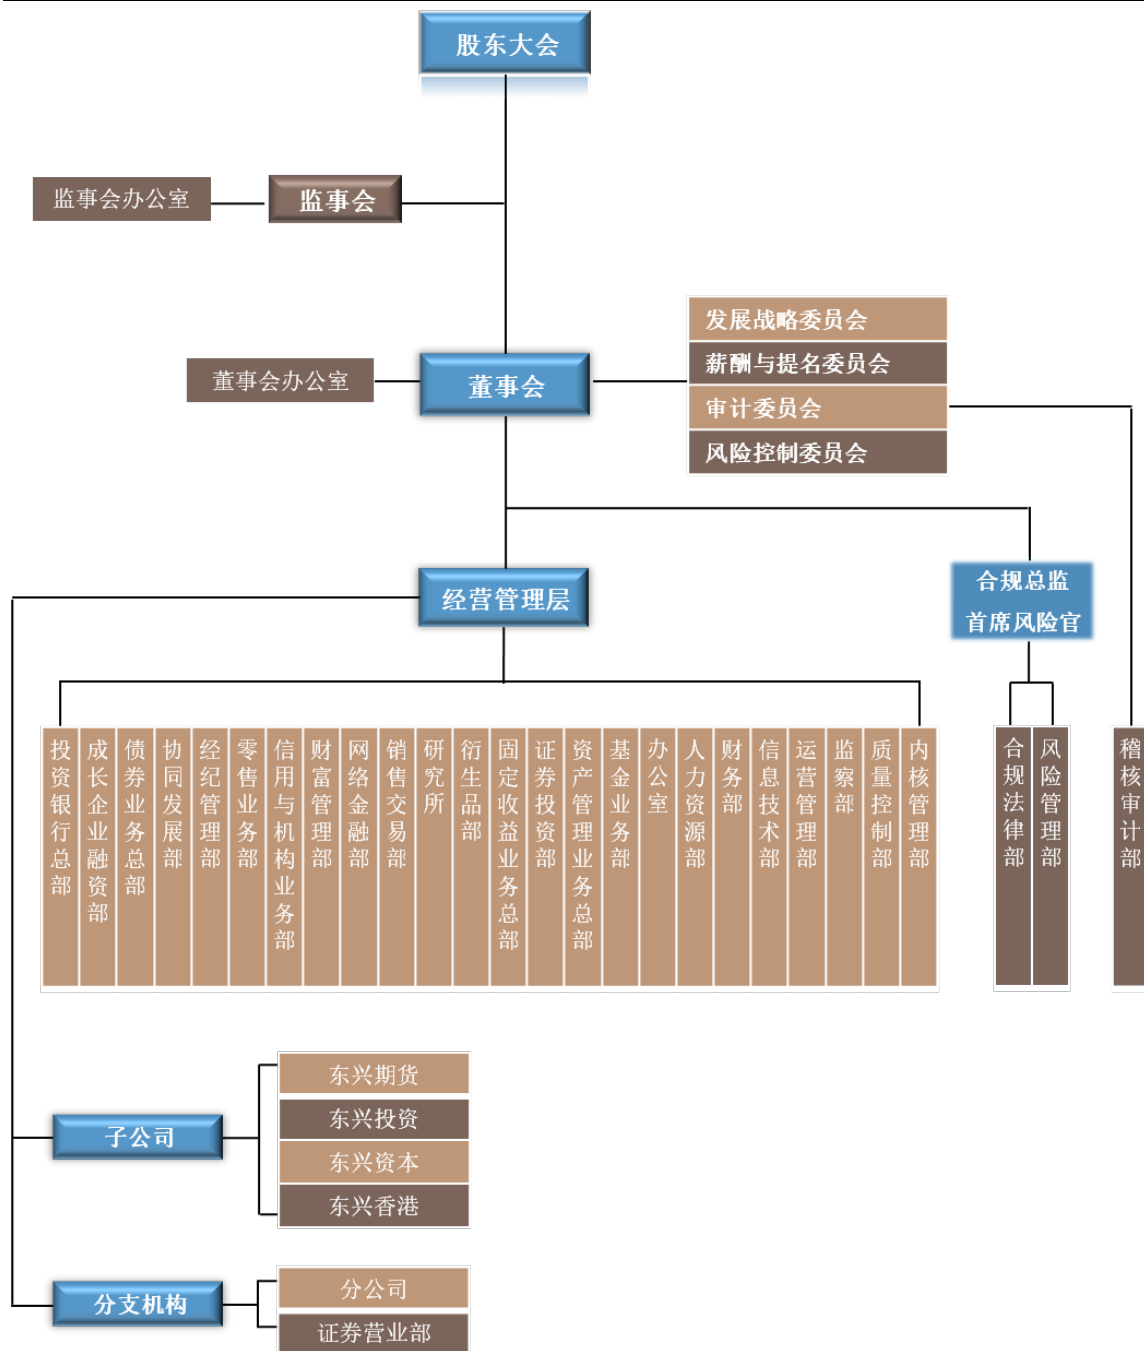 股东大会
监事会办公室
监事会
发展战略委员会
薪酬与提名委员会
审计委员会
风险控制委员会
董事会办公室
董事会
经营管理层
合规总监
首席风险官
投资银行总部
成长企业融资部
债券业务总部
协同发展部
经纪管理部
零售业务部
信用与机构业务部
财富管理部
网络金融部
销售交易部
研究所
衍生品部
固定收益业务总部
证券投资部
资产管理业务总部
基金业务部
办公室
人力资源部
财务部
信息技术部
运营管理部
监察部
质量控制部
内核管理部
合规法律部
风险管理部
稽核审计部
子公司
东兴期货
东兴投资
东兴资本
东兴香港
分支机构
分公司
证券营业部